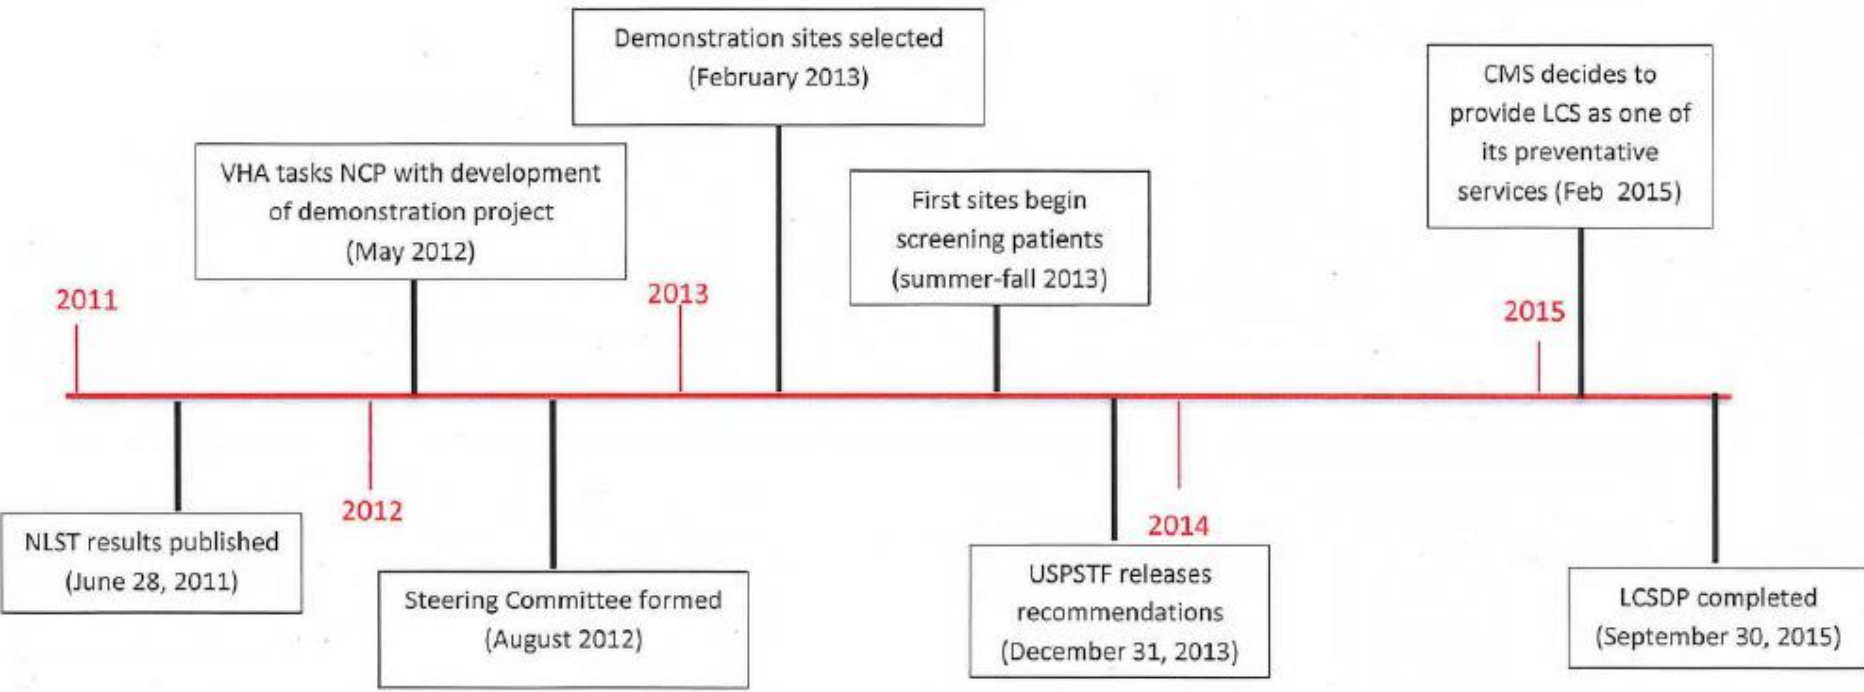 Demonstration sites selected
(February 2013)
CMS decides to
provide LCS as one of
its preventative
services (Feb 2015)
VHA tasks NCP with development
of demonstration project
(May 2012)
First sites begin
screening patients
(summer-fall 2013)
2011
2013
2015
2012
2014
NLST results published
(June 28, 2011)
Steering Committee formed
(August 2012)
USPSTF releases
recommendations
(December 31, 2013)
LCSDP completed
(September 30, 2015)